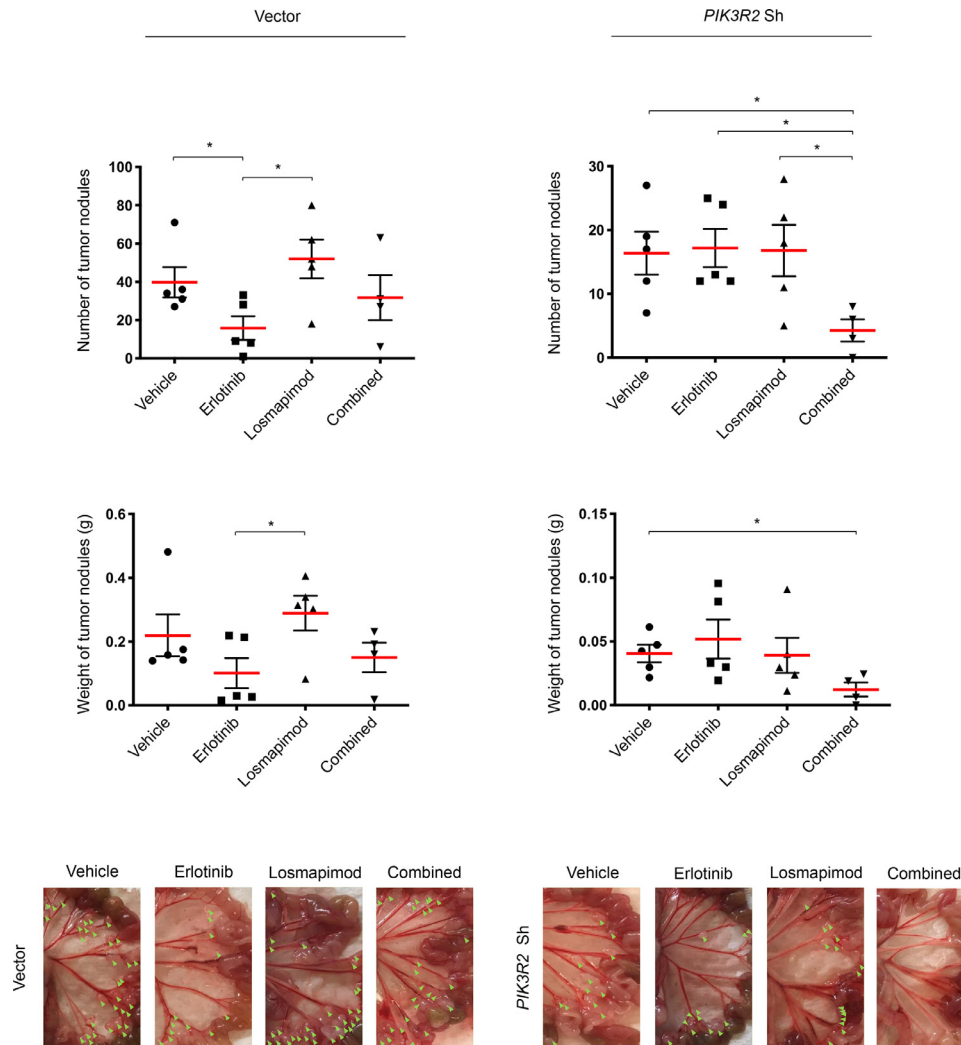 Vector
PIK3R2 Sh
*
*
*
*
*
Number of tumor nodules
100
80
60
40
20
0
Vehicle
Erlotinib
Losmapimod
Combined
Number of tumor nodules
30
20
10
0
Vehicle
Erlotinib
Losmapimod
Combined
*
Weight of tumor nodules (g)
0.6
0.4
0.2
0.0
Vehicle
Erlotinib
Losmapimod
Combined
*
Weight of tumor nodules (g)
0.15
0.10
0.05
0.00
Vehicle
Erlotinib
Losmapimod
Combined
Vehicle
Erlotinib
Losmapimod
Combined
Vector
Vehicle
Erlotinib
Losmapimod
Combined
PIK3R2 Sh